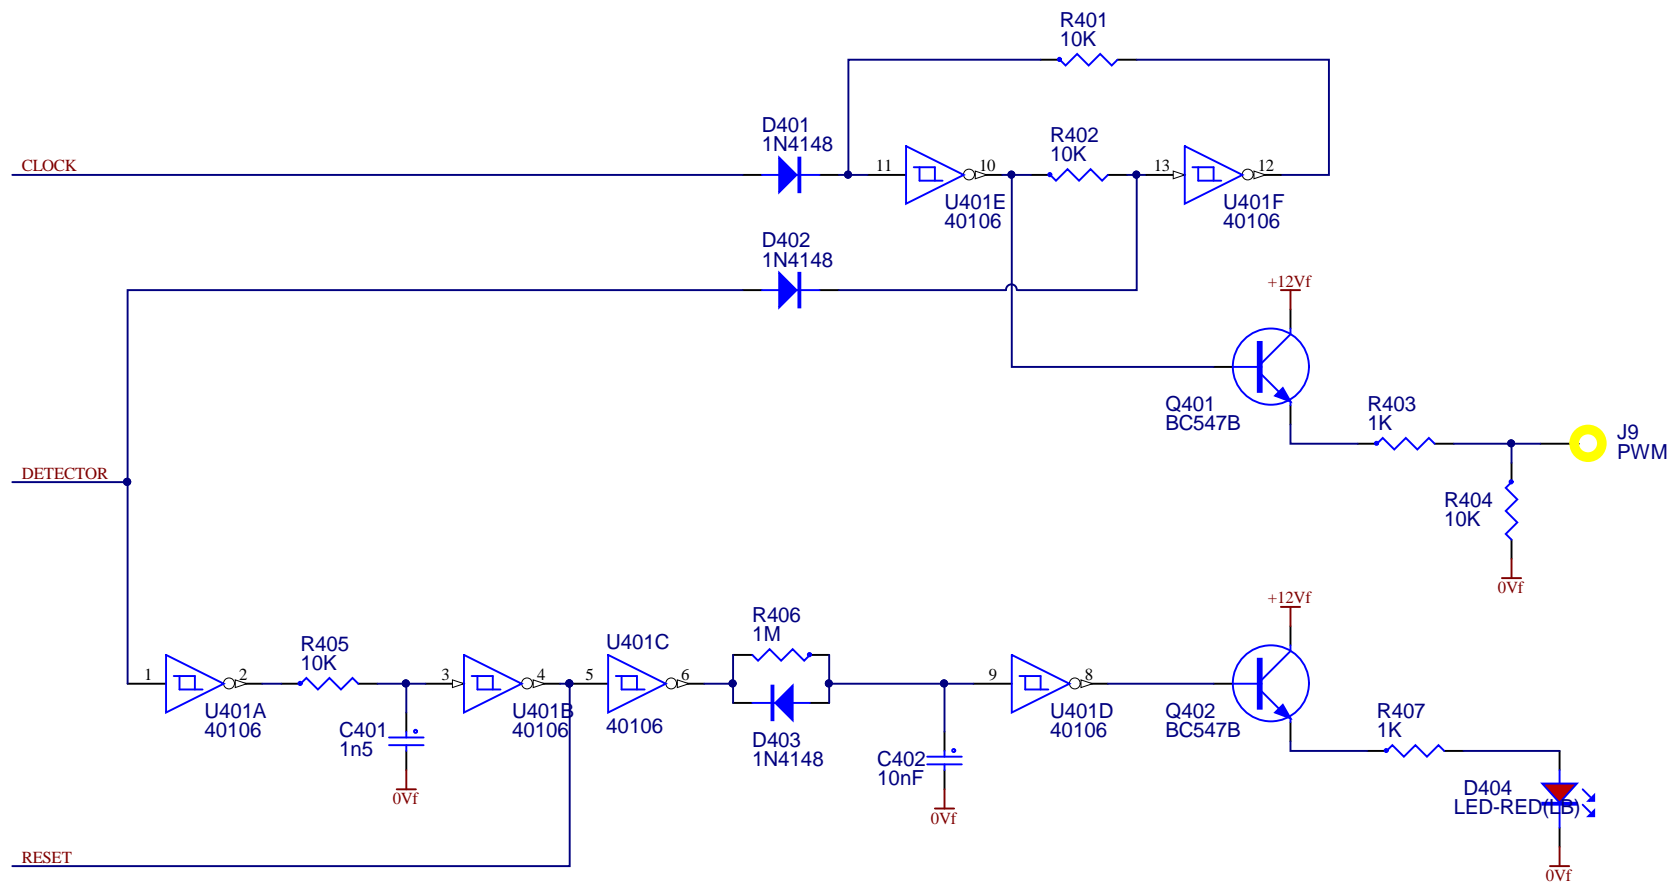 R401
10K
D401
1N4148
R402
10K
CLOCK
11
10
13
12
U401E
40106
U401F
40106
D402
1N4148
+12Vf
Q401
BC547B
R403
1K
J9
PWM
DETECTOR
R404
10K
0Vf
+12Vf
R405
10K
U401C
R406
1M
1
2
3
4
5
6
9
8
U401A
40106
U401B
40106
40106
U401D
40106
Q402
BC547B
R407
1K
C401
1n5
D403
1N4148
C402
10nF
0Vf
0Vf
D404
LED-RED(LB)
RESET
0Vf